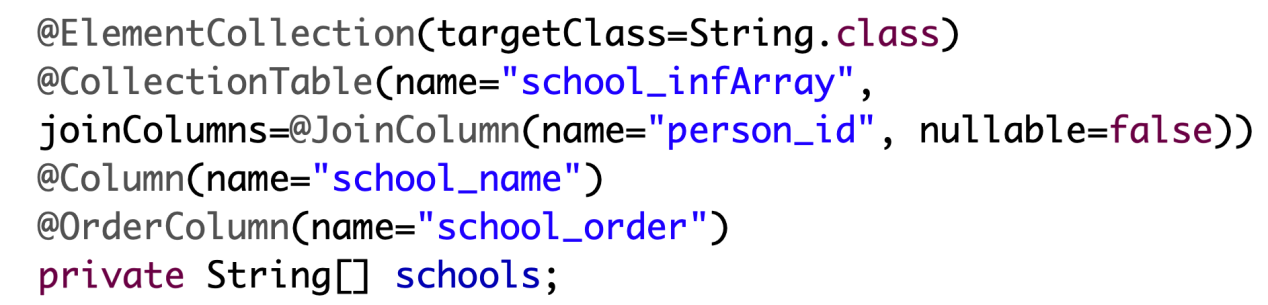 @ElementCollection(targetClass=String.class)
@CollectionTable(name="school_infArray",
joinColumns=@JoinColumn(name="person_id", nullable=false))
@Column(name="school_name")
@OrderColumn(name="school_order")
private String[] schools;